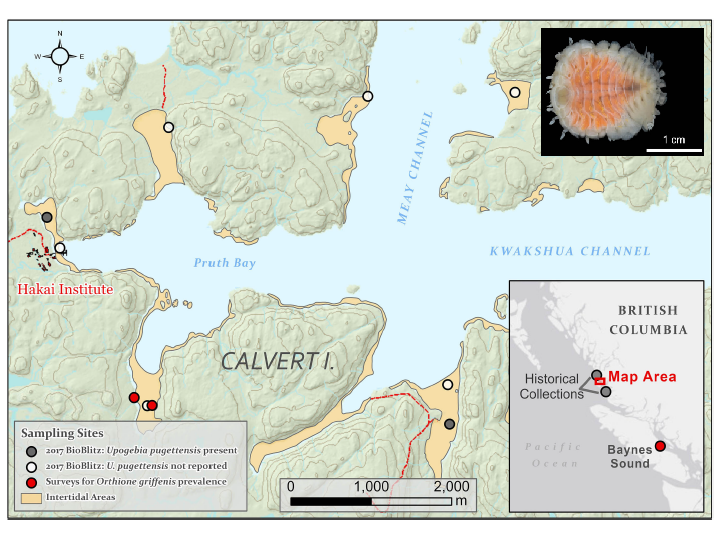 N
W E
S
1 cm
MEAY CHANNEL
KWAKSHUA CHANNEL
Pruth Bay
Hakai Institute
CALVERT I.
BRITISH
COLUMBIA
Historical
Collections
Map Area
Pacific
Ocean
Baynes
Sound
Sampling Sites
2017 BioBlitz: Upogebia pugettensis present
2017 BioBlitz: U. pugettensis not reported
Surveys for Orthione griffenis prevalence
Intertidal Areas
0 1,000 2,000
m